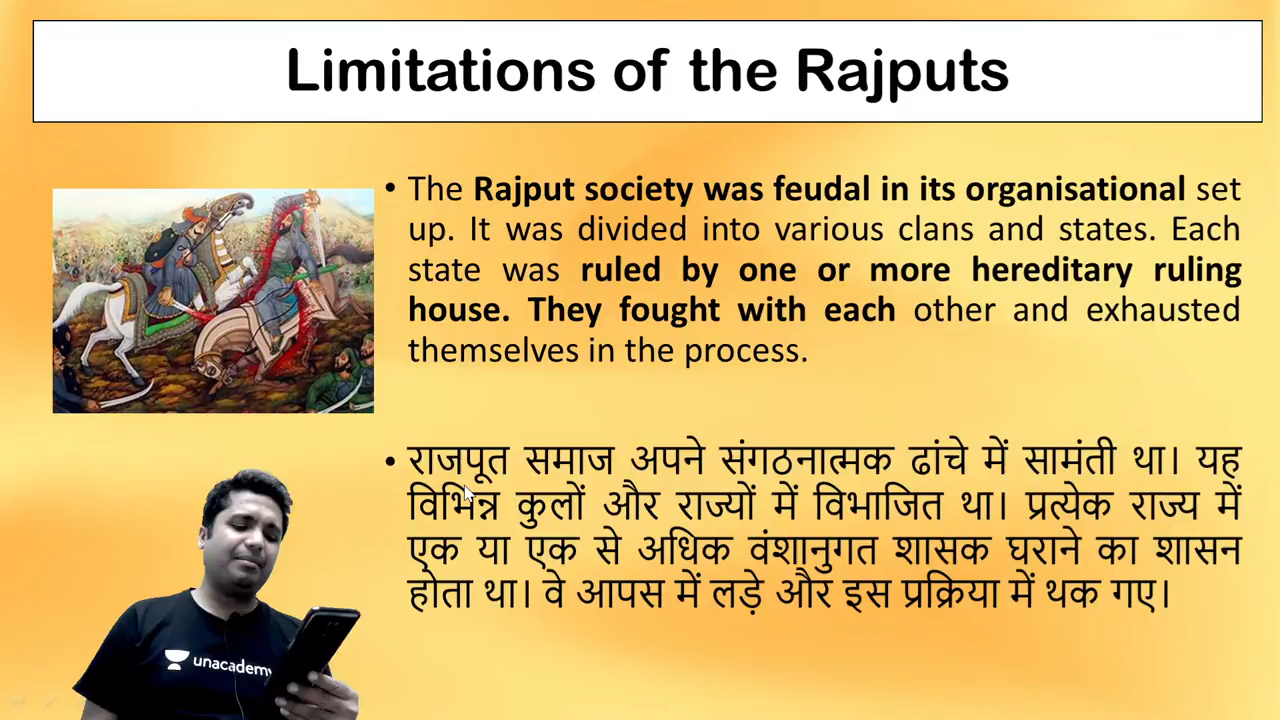 Limitations of the Rajputs
• The Rajput society was feudal in its organisational set
up. It was divided into various clans and states. Each
state was ruled by one or more hereditary ruling
house. They fought with each other and exhausted
themselves in the process.
• राजपूत समाज अपने संगठनात्मक ढांचे में सामंती था। यह
विभिन्न कुलों और राज्यों में विभाजित था। प्रत्येक राज्य में
एक या एक से अधिक वंशानुगत शासक घराने का शासन
होता था। वे आपस में लड़े और इस प्रक्रिया में थक गए।
unacademy